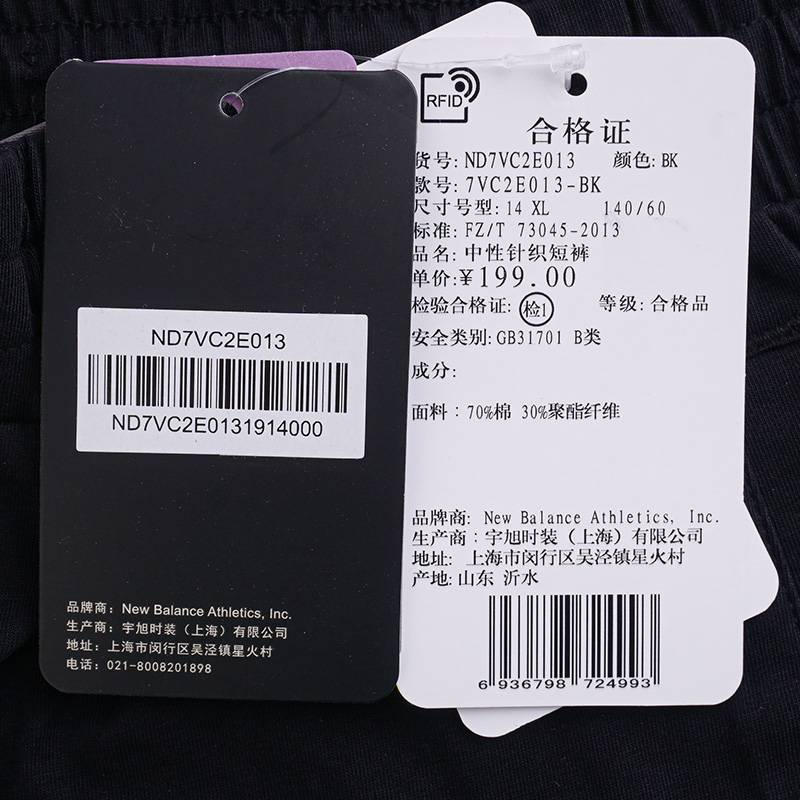 ND7VC2E013
ND7VC2E0131914000
品牌商：New Balance Athletics, Inc.
生产商：宇旭时装（上海）有限公司
地址：上海市闵行区吴泾镇星火村
电话：021-8008201898
RFID
合格证
货号: ND7VC2E013 颜色: BK
款号: 7VC2E013-BK
尺寸号型: 14 XL 140/60
标准: FZ/T 73045-2013
品名: 中性针织短裤
单价: ¥199.00
检验合格证: 检1 等级: 合格品
安全类别: GB31701 B类
成分:
面料：70%棉 30%聚酯纤维
品牌商: New Balance Athletics, Inc.
生产商: 宇旭时装（上海）有限公司
地址: 上海市闵行区吴泾镇星火村
产地: 山东 沂水
6 936798 724993